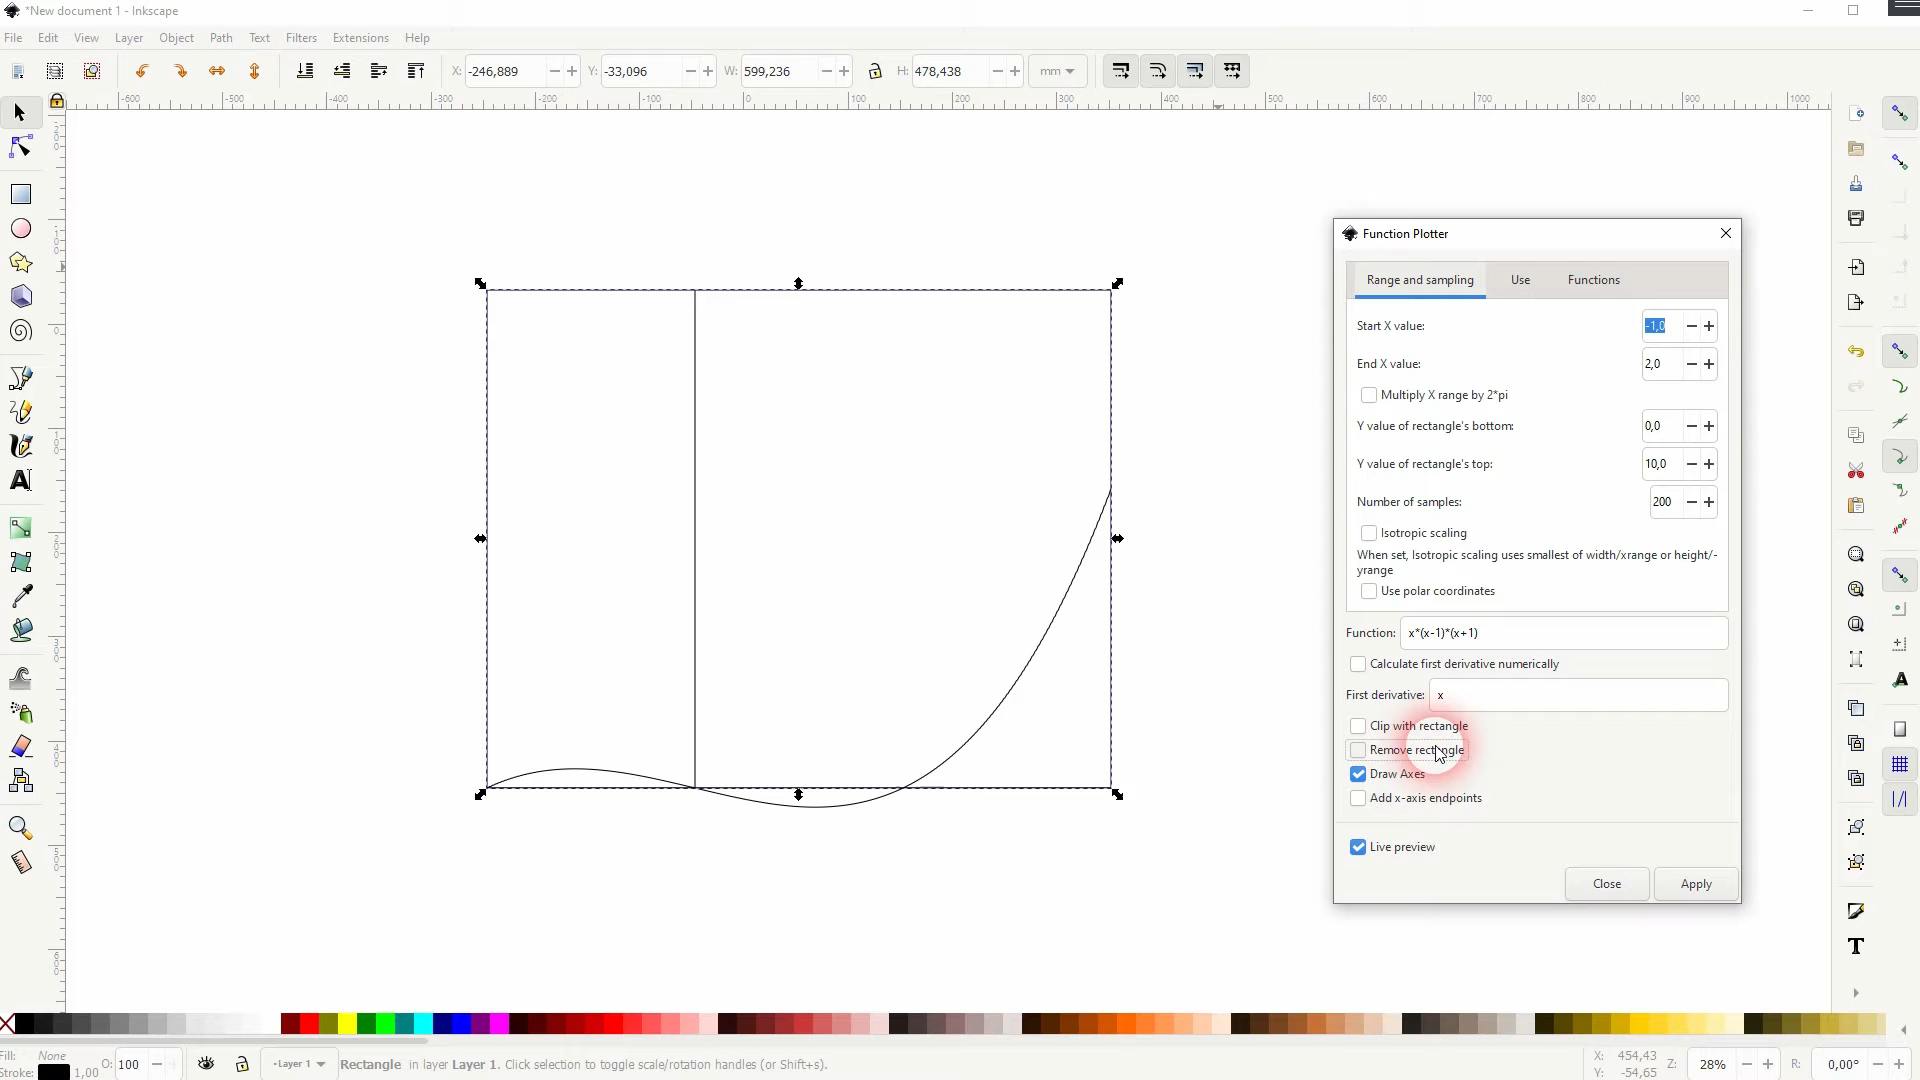 *New document 1 - Inkscape
File Edit View Layer Object Path Text Filters Extensions Help
X: -246,889 Y: -33,096 W: 599,236 H: 478,438 mm
-600 -500 -400 -300 -200 -100 0 100 200 300 400 500 600 700 800 900 1000
Function Plotter
Range and sampling Use Functions
Start X value: -1,0
End X value: 2,0
Multiply X range by 2*pi
Y value of rectangle's bottom: 0,0
Y value of rectangle's top: 10,0
Number of samples: 200
Isotropic scaling
When set, Isotropic scaling uses smallest of width/xrange or height/-
yrange
Use polar coordinates
Function: x*(x-1)*(x+1)
Calculate first derivative numerically
First derivative: x
Clip with rectangle
Remove rectangle
Draw Axes
Add x-axis endpoints
Live preview
Close Apply
Fill: None
Stroke: 1,00
O: 100
Layer 1
Rectangle in layer Layer 1. Click selection to toggle scale/rotation handles (or Shift+s).
X: 454,43
Y: -54,65
Z: 28%
R: 0,00°